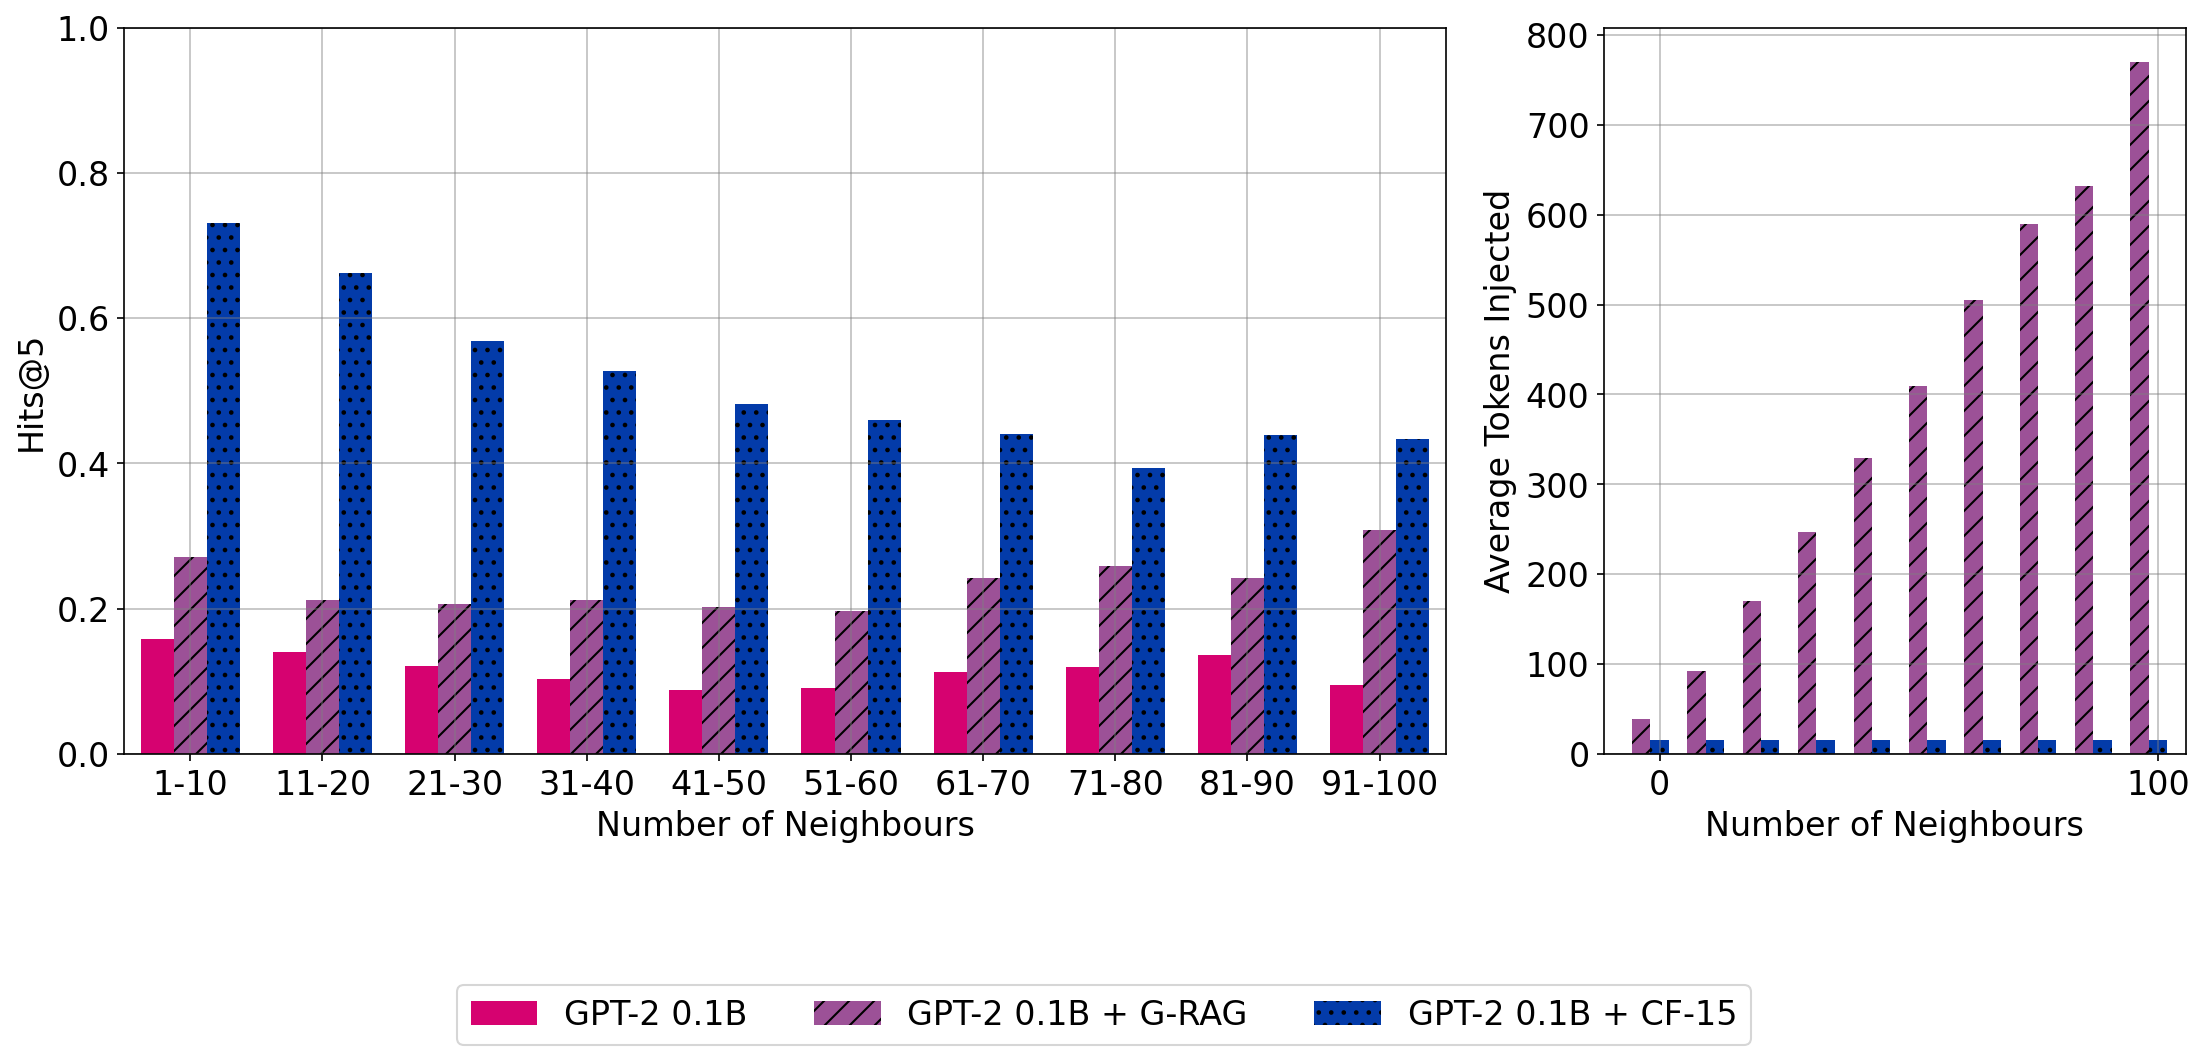 1.0
0.8
0.6
0.4
0.2
0.0
Hits@5
1-10 11-20 21-30 31-40 41-50 51-60 61-70 71-80 81-90 91-100
Number of Neighbours
800
700
600
500
400
300
200
100
0
Average Tokens Injected
0 100
Number of Neighbours
GPT-2 0.1B GPT-2 0.1B + G-RAG GPT-2 0.1B + CF-15